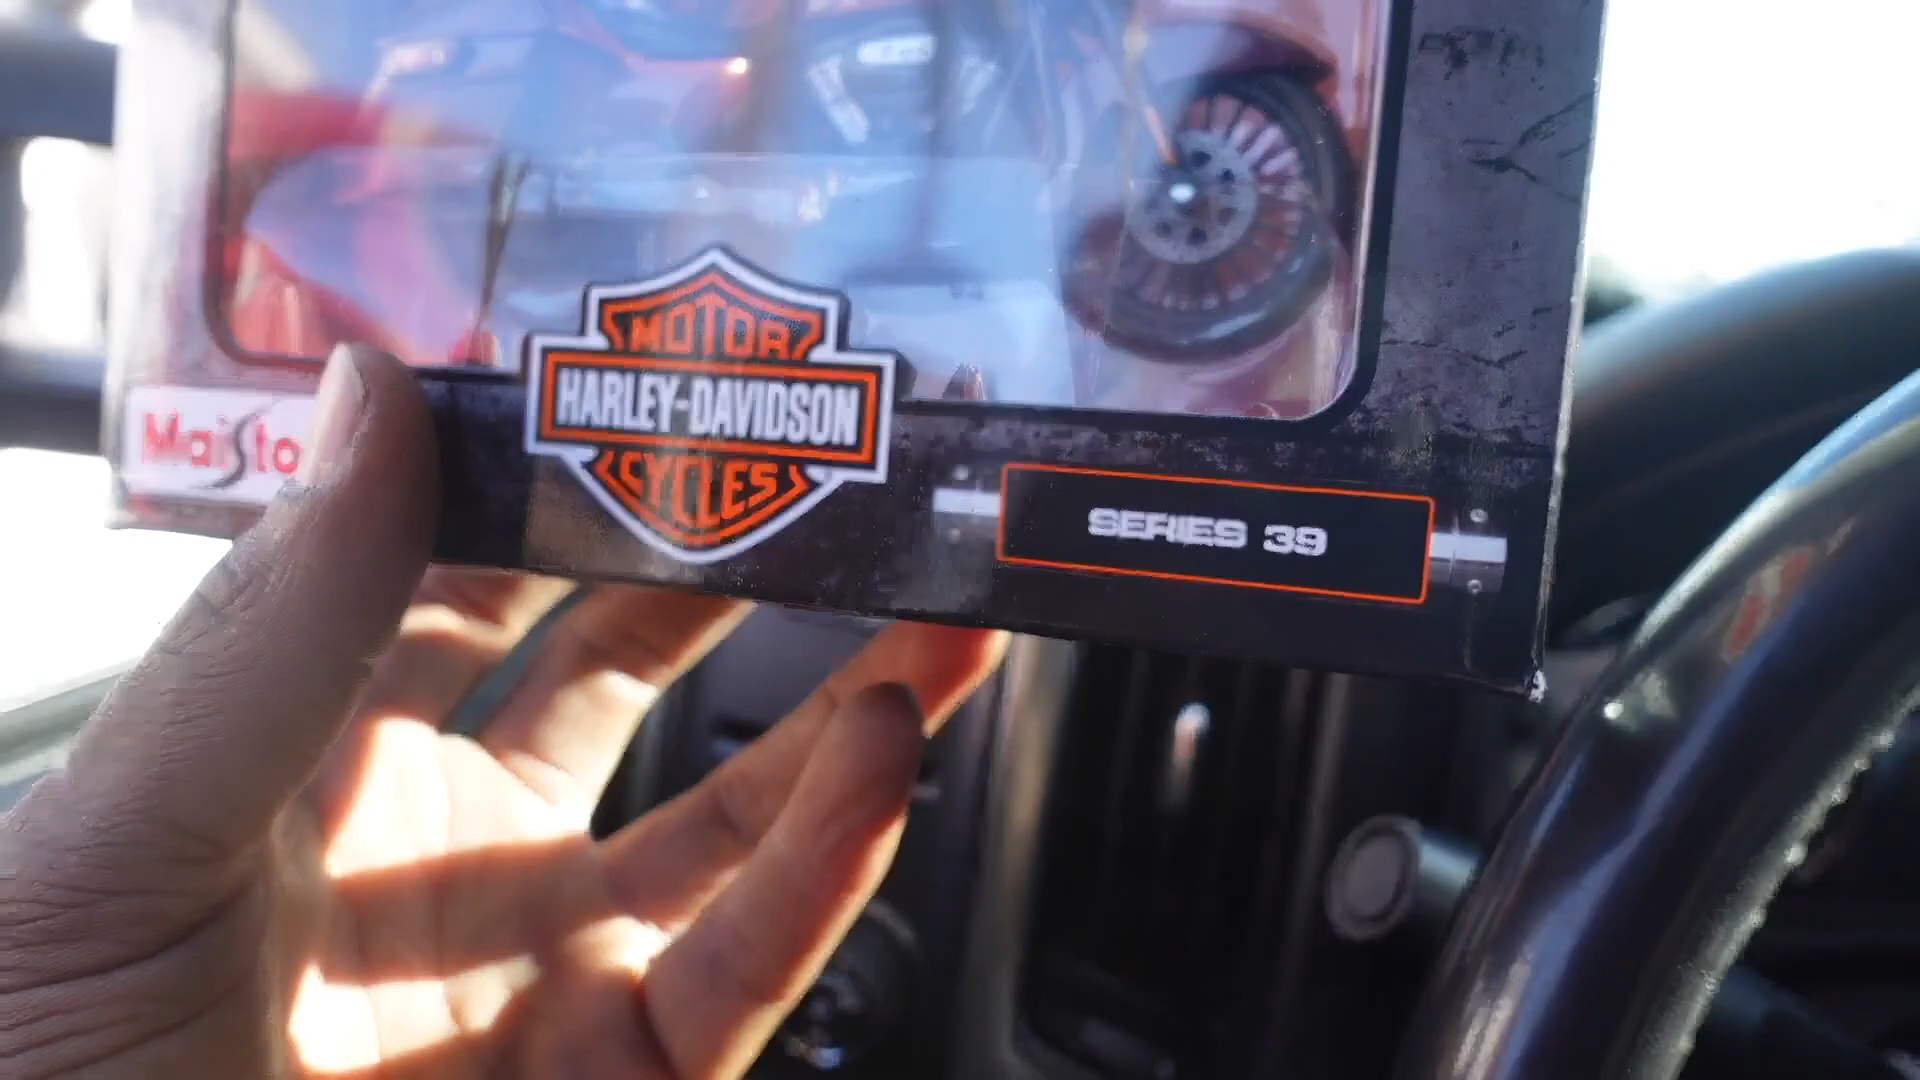 MOTOR
HARLEY-DAVIDSON
CYCLES
Maisto
SERIES 39